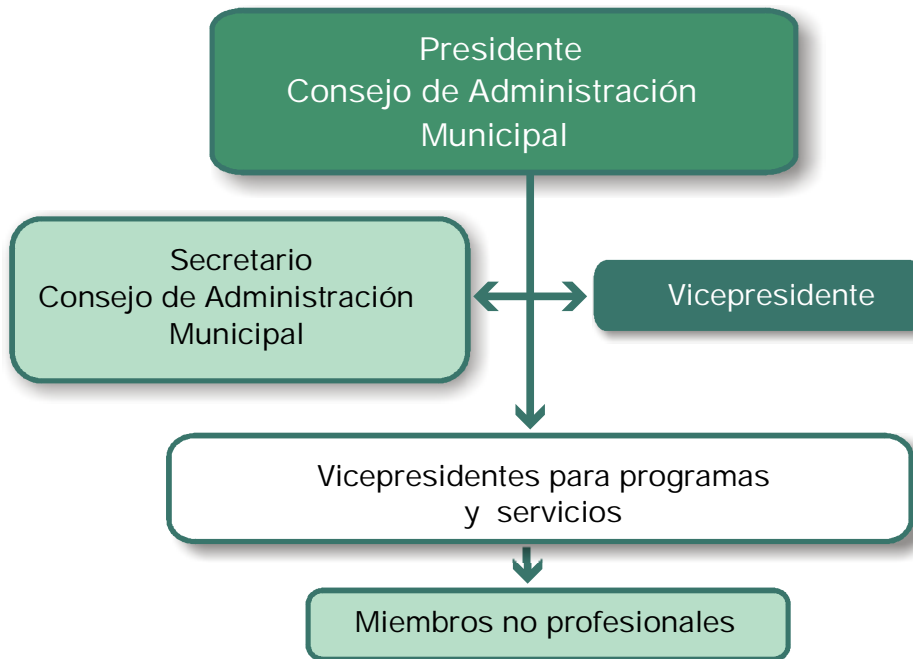 Presidente
Consejo de Administración
Municipal
Secretario
Consejo de Administración
Municipal
Vicepresidente
Vicepresidentes para programas
y servicios
Miembros no profesionales